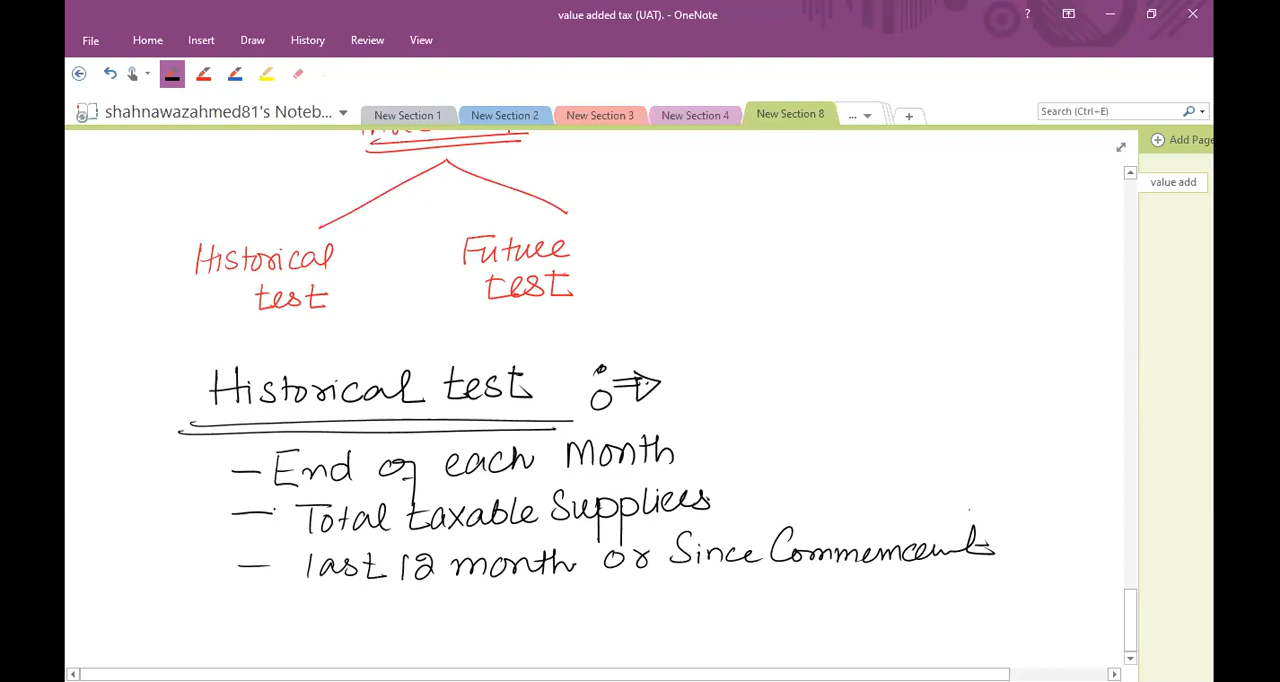 value added tax (UAT). - OneNote
?
File Home Insert Draw History Review View
shahnawazahmed81's Noteb... New Section 1 New Section 2 New Section 3 New Section 4 New Section 8 ... + Search (Ctrl+E)
Add Page
value add
Historical test
Future test
Historical test :⇒
- End of each Month
- Total taxable Suppliers
- last 12 month or Since